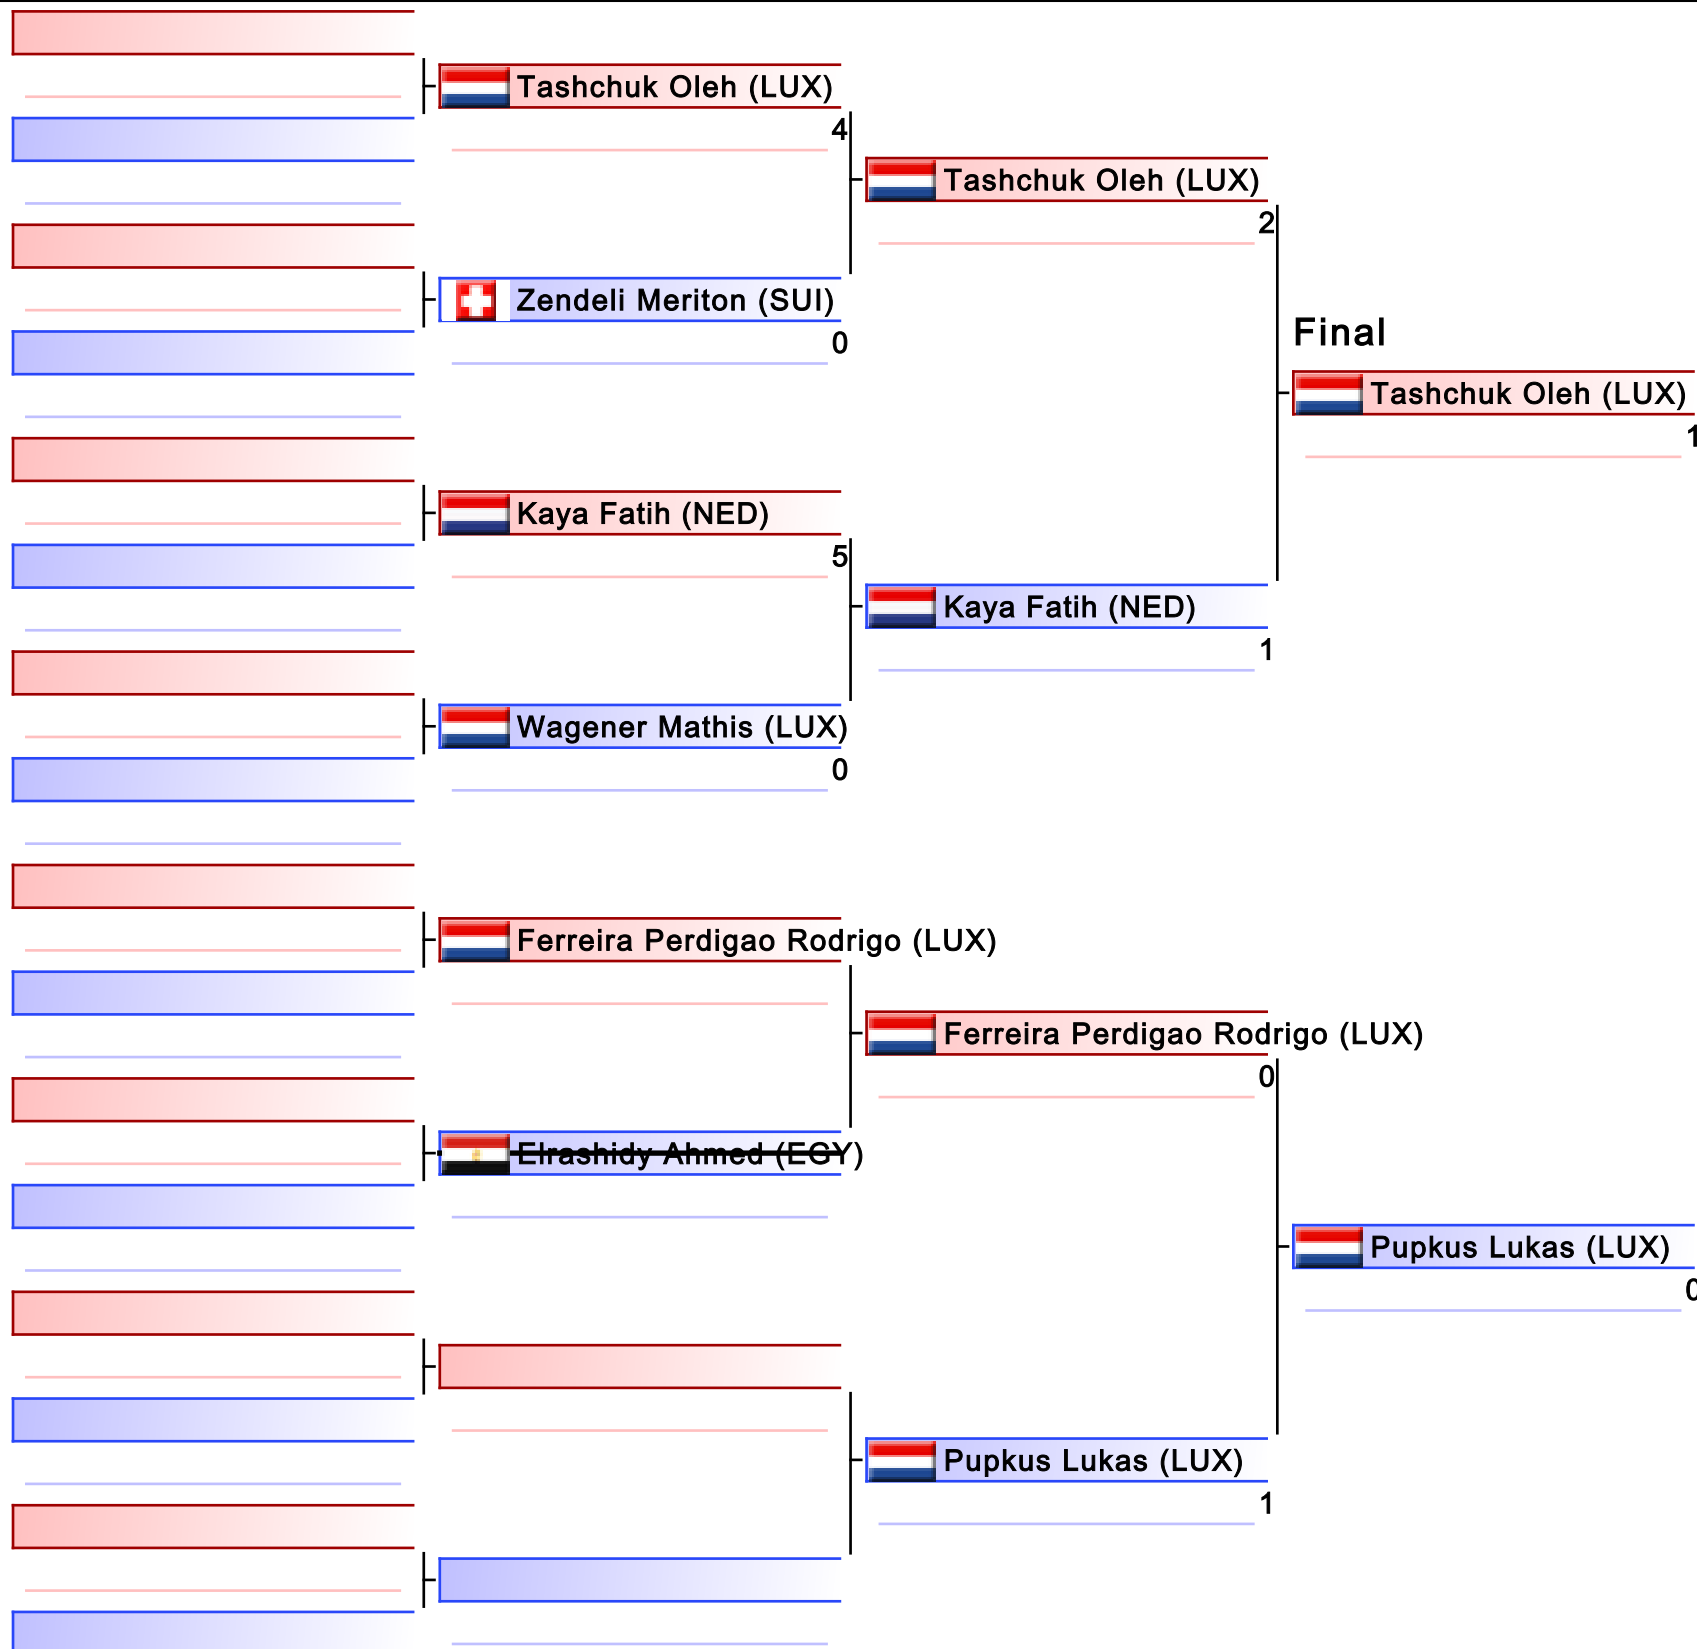 Tashchuk Oleh (LUX)
4
Zendeli Meriton (SUI)
0
Kaya Fatih (NED)
5
Wagener Mathis (LUX)
0
Ferreira Perdigao Rodrigo (LUX)
Elrashidy Ahmed (EGY)
Tashchuk Oleh (LUX)
2
Kaya Fatih (NED)
1
Ferreira Perdigao Rodrigo (LUX)
0
Pupkus Lukas (LUX)
1
Final
Tashchuk Oleh (LUX)
1
Pupkus Lukas (LUX)
0